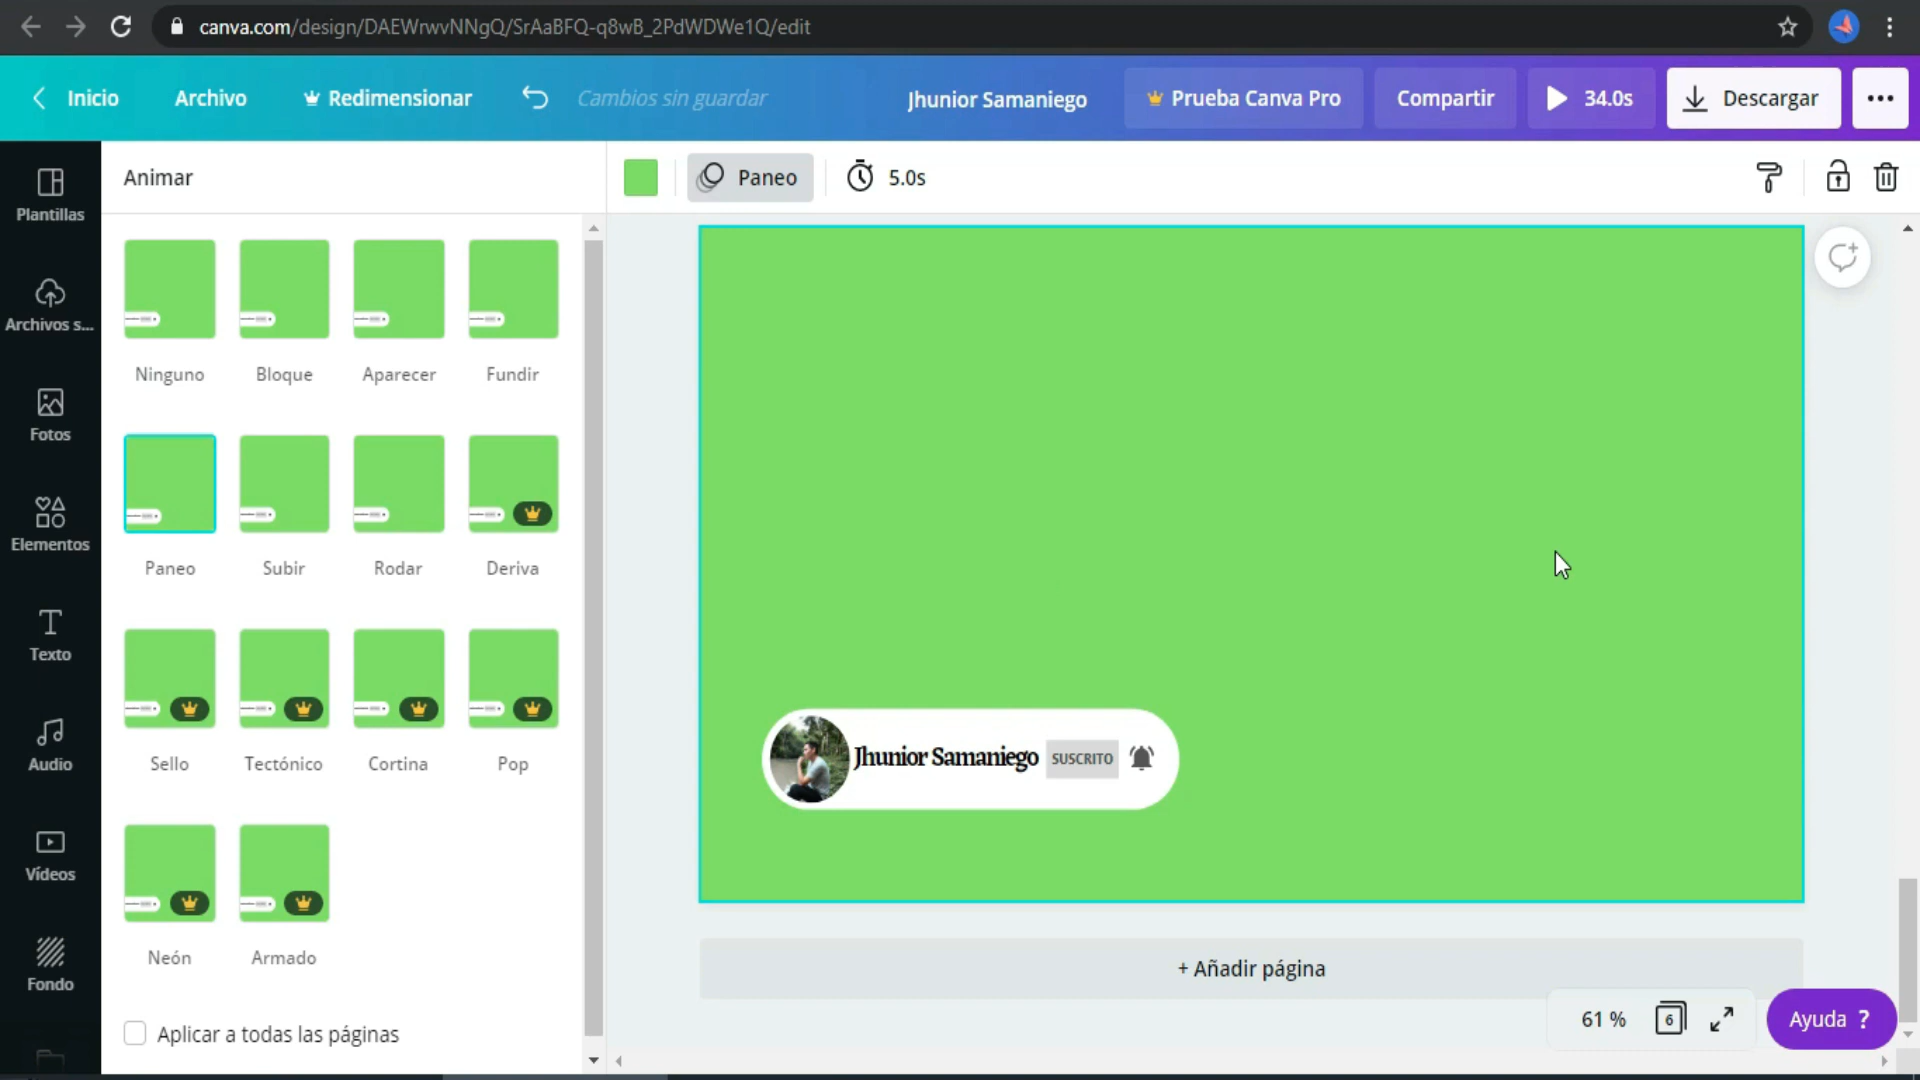 canva.com/design/DAEWrwvNNgQ/SrAaBFQ-q8wB_2PdWDWe1Q/edit
Inicio
Archivo
Redimensionar
Cambios sin guardar
Jhunior Samaniego
Prueba Canva Pro
Compartir
34.0s
Descargar
Plantillas
Archivos s...
Fotos
Elementos
Texto
Audio
Vídeos
Fondo
Animar
Ninguno
Bloque
Aparecer
Fundir
Paneo
Subir
Rodar
Deriva
Sello
Tectónico
Cortina
Pop
Neón
Armado
Aplicar a todas las páginas
Paneo
5.0s
Jhunior Samaniego
SUSCRITO
+ Añadir página
61 %
6
Ayuda ?